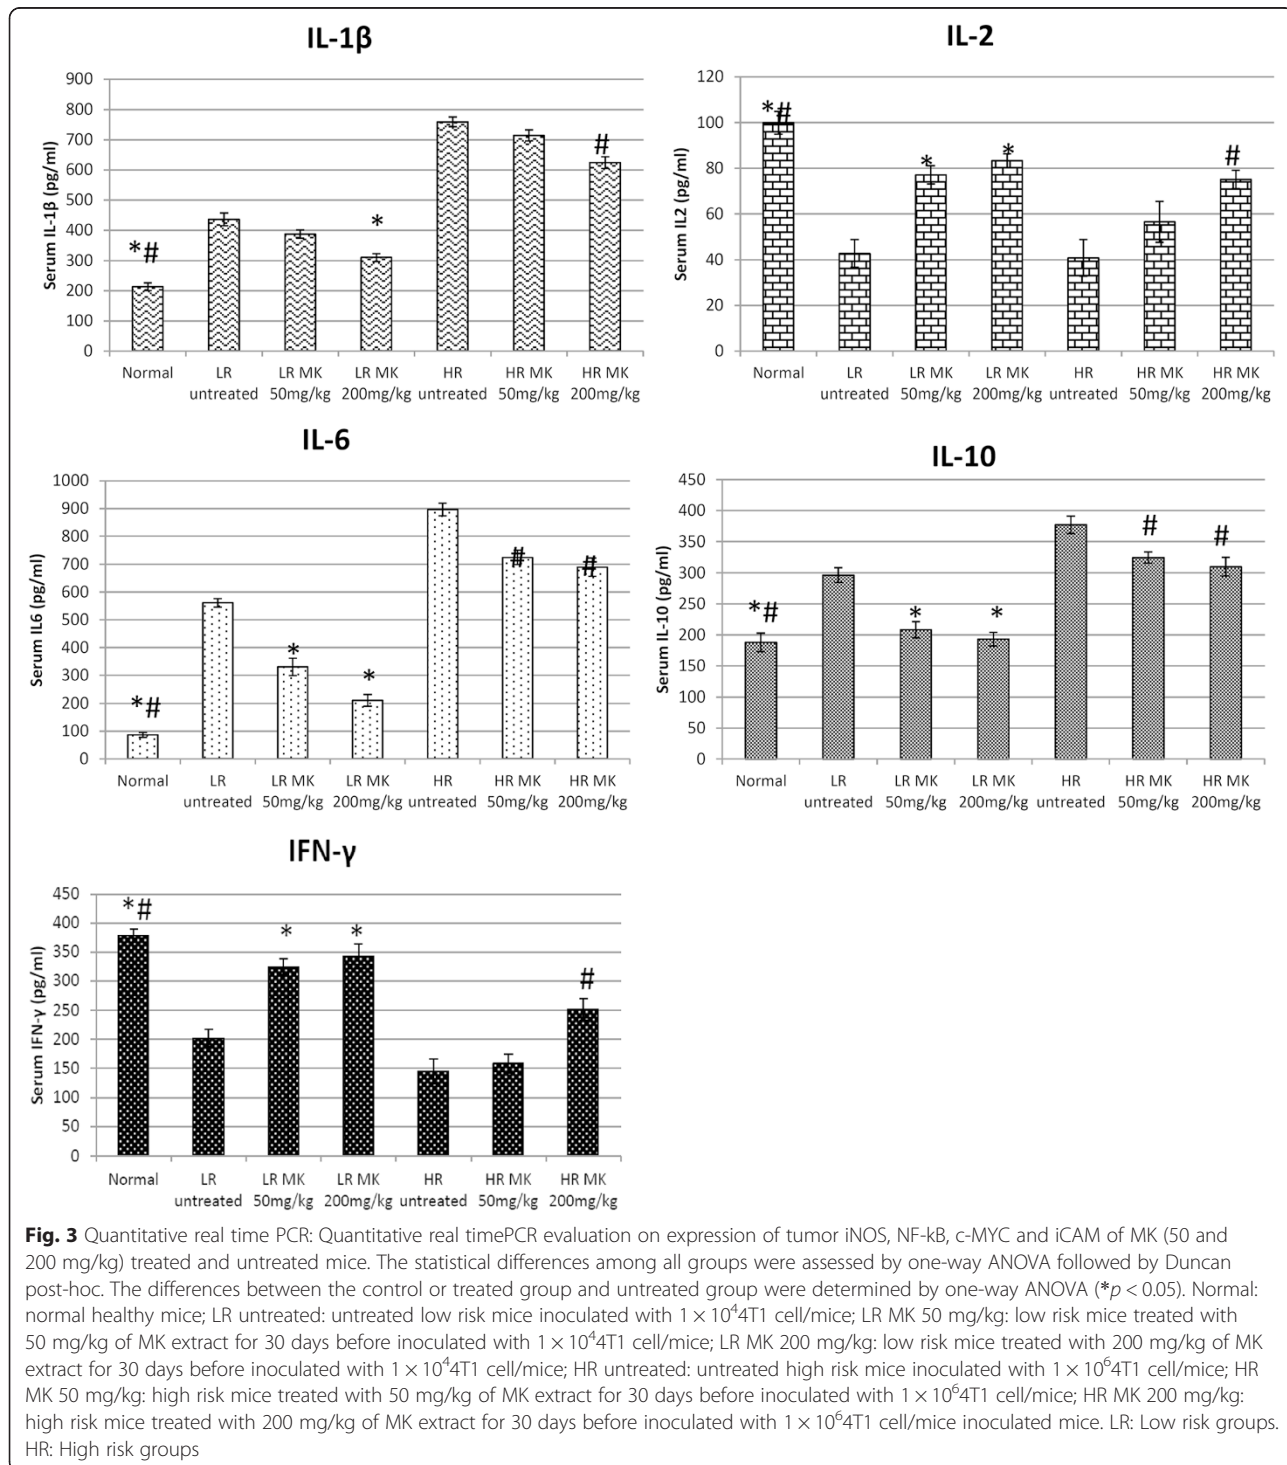 IL-1β
Serum IL-1β (pg/ml)
900
800
700
600
500
400
300
200
100
0
*#
*
#
Normal
LR untreated
LR MK 50mg/kg
LR MK 200mg/kg
HR untreated
HR MK 50mg/kg
HR MK 200mg/kg
IL-2
Serum IL2 (pg/ml)
120
100
80
60
40
20
0
*#
*
*
#
Normal
LR untreated
LR MK 50mg/kg
LR MK 200mg/kg
HR untreated
HR MK 50mg/kg
HR MK 200mg/kg
IL-6
Serum IL6 (pg/ml)
1000
900
800
700
600
500
400
300
200
100
0
*#
*
*
#
#
Normal
LR untreated
LR MK 50mg/kg
LR MK 200mg/kg
HR untreated
HR MK 50mg/kg
HR MK 200mg/kg
IL-10
Serum IL-10 (pg/ml)
450
400
350
300
250
200
150
100
50
0
*#
*
*
#
#
Normal
LR untreated
LR MK 50mg/kg
LR MK 200mg/kg
HR untreated
HR MK 50mg/kg
HR MK 200mg/kg
IFN-γ
Serum IFN-γ (pg/ml)
450
400
350
300
250
200
150
100
50
0
*#
*
*
#
Normal
LR untreated
LR MK 50mg/kg
LR MK 200mg/kg
HR untreated
HR MK 50mg/kg
HR MK 200mg/kg
Fig. 3 Quantitative real time PCR: Quantitative real timePCR evaluation on expression of tumor iNOS, NF-kB, c-MYC and iCAM of MK (50 and
200 mg/kg) treated and untreated mice. The statistical differences among all groups were assessed by one-way ANOVA followed by Duncan
post-hoc. The differences between the control or treated group and untreated group were determined by one-way ANOVA (*p < 0.05). Normal:
normal healthy mice; LR untreated: untreated low risk mice inoculated with 1 × 10⁴4T1 cell/mice; LR MK 50 mg/kg: low risk mice treated with
50 mg/kg of MK extract for 30 days before inoculated with 1 × 10⁴4T1 cell/mice; LR MK 200 mg/kg: low risk mice treated with 200 mg/kg of MK
extract for 30 days before inoculated with 1 × 10⁴4T1 cell/mice; HR untreated: untreated high risk mice inoculated with 1 × 10⁶4T1 cell/mice; HR
MK 50 mg/kg: high risk mice treated with 50 mg/kg of MK extract for 30 days before inoculated with 1 × 10⁶4T1 cell/mice; HR MK 200 mg/kg:
high risk mice treated with 200 mg/kg of MK extract for 30 days before inoculated with 1 × 10⁶4T1 cell/mice inoculated mice. LR: Low risk groups.
HR: High risk groups